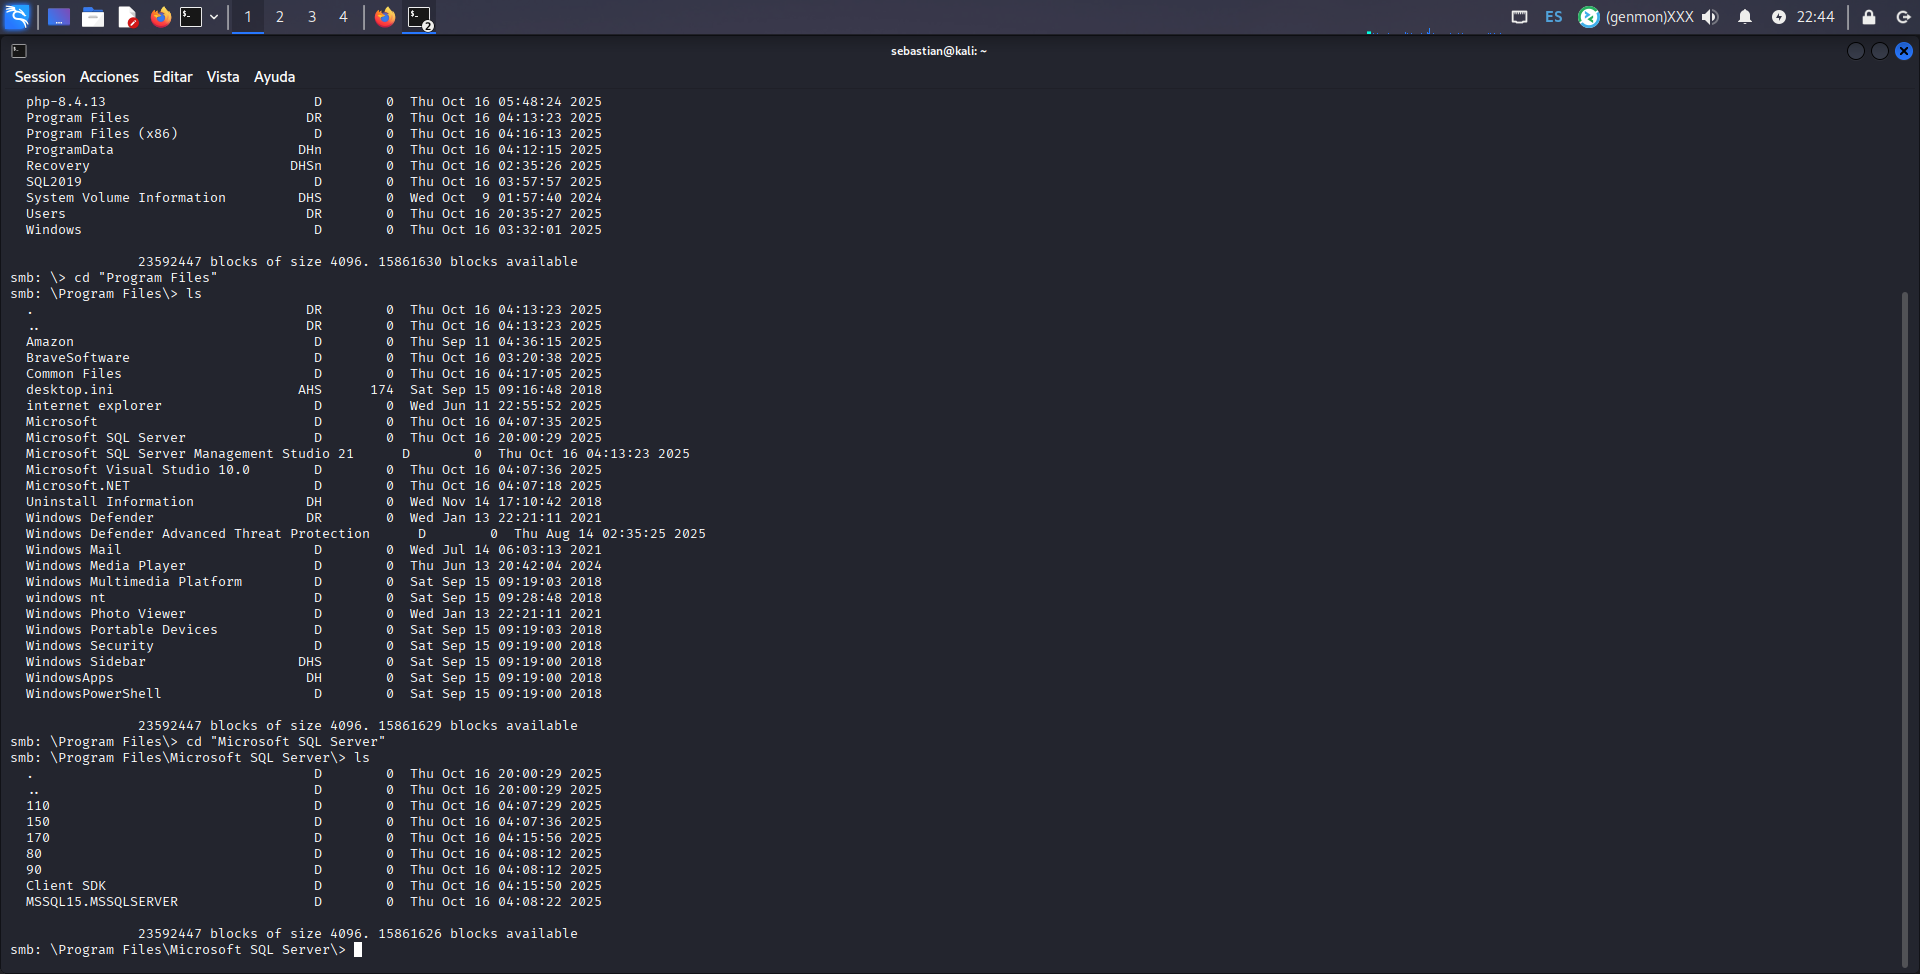 1 2 3 4 2 ES (genmon)XXX 22:44
sebastian@kali: ~
Session Acciones Editar Vista Ayuda
php-8.4.13 D 0 Thu Oct 16 05:48:24 2025
Program Files DR 0 Thu Oct 16 04:13:23 2025
Program Files (x86) D 0 Thu Oct 16 04:16:13 2025
ProgramData DHn 0 Thu Oct 16 04:12:15 2025
Recovery DHSn 0 Thu Oct 16 02:35:26 2025
SQL2019 D 0 Thu Oct 16 03:57:57 2025
System Volume Information DHS 0 Wed Oct  9 01:57:40 2024
Users DR 0 Thu Oct 16 20:35:27 2025
Windows D 0 Thu Oct 16 03:32:01 2025
23592447 blocks of size 4096. 15861630 blocks available
smb: \> cd "Program Files"
smb: \Program Files\> ls
. DR 0 Thu Oct 16 04:13:23 2025
.. DR 0 Thu Oct 16 04:13:23 2025
Amazon D 0 Thu Sep 11 04:36:15 2025
BraveSoftware D 0 Thu Oct 16 03:20:38 2025
Common Files D 0 Thu Oct 16 04:17:05 2025
desktop.ini AHS 174 Sat Sep 15 09:16:48 2018
internet explorer D 0 Wed Jun 11 22:55:52 2025
Microsoft D 0 Thu Oct 16 04:07:35 2025
Microsoft SQL Server D 0 Thu Oct 16 20:00:29 2025
Microsoft SQL Server Management Studio 21 D 0 Thu Oct 16 04:13:23 2025
Microsoft Visual Studio 10.0 D 0 Thu Oct 16 04:07:36 2025
Microsoft.NET D 0 Thu Oct 16 04:07:18 2025
Uninstall Information DH 0 Wed Nov 14 17:10:42 2018
Windows Defender DR 0 Wed Jan 13 22:21:11 2021
Windows Defender Advanced Threat Protection D 0 Thu Aug 14 02:35:25 2025
Windows Mail D 0 Wed Jul 14 06:03:13 2021
Windows Media Player D 0 Thu Jun 13 20:42:04 2024
Windows Multimedia Platform D 0 Sat Sep 15 09:19:03 2018
windows nt D 0 Sat Sep 15 09:28:48 2018
Windows Photo Viewer D 0 Wed Jan 13 22:21:11 2021
Windows Portable Devices D 0 Sat Sep 15 09:19:03 2018
Windows Security D 0 Sat Sep 15 09:19:00 2018
Windows Sidebar DHS 0 Sat Sep 15 09:19:00 2018
WindowsApps DH 0 Sat Sep 15 09:19:00 2018
WindowsPowerShell D 0 Sat Sep 15 09:19:00 2018
23592447 blocks of size 4096. 15861629 blocks available
smb: \Program Files\> cd "Microsoft SQL Server"
smb: \Program Files\Microsoft SQL Server\> ls
. D 0 Thu Oct 16 20:00:29 2025
.. D 0 Thu Oct 16 20:00:29 2025
110 D 0 Thu Oct 16 04:07:29 2025
150 D 0 Thu Oct 16 04:07:36 2025
170 D 0 Thu Oct 16 04:15:56 2025
80 D 0 Thu Oct 16 04:08:12 2025
90 D 0 Thu Oct 16 04:08:12 2025
Client SDK D 0 Thu Oct 16 04:15:50 2025
MSSQL15.MSSQLSERVER D 0 Thu Oct 16 04:08:22 2025
23592447 blocks of size 4096. 15861626 blocks available
smb: \Program Files\Microsoft SQL Server\>